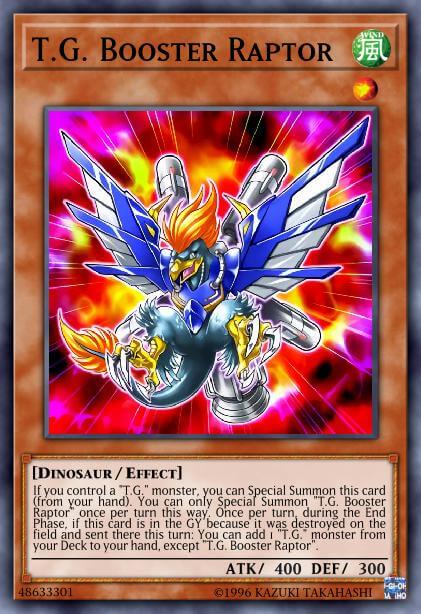 T.G. Booster Raptor
WIND
風
[Dinosaur / Effect]
If you control a "T.G." monster, you can Special Summon this card
(from your hand). You can only Special Summon "T.G. Booster
Raptor" once per turn this way. Once per turn, during the End
Phase, if this card is in the GY because it was destroyed on the
field and sent there this turn: You can add 1 "T.G." monster from
your Deck to your hand, except "T.G. Booster Raptor".
ATK/ 400 DEF/ 300
48633301 ©1996 KAZUKI TAKAHASHI